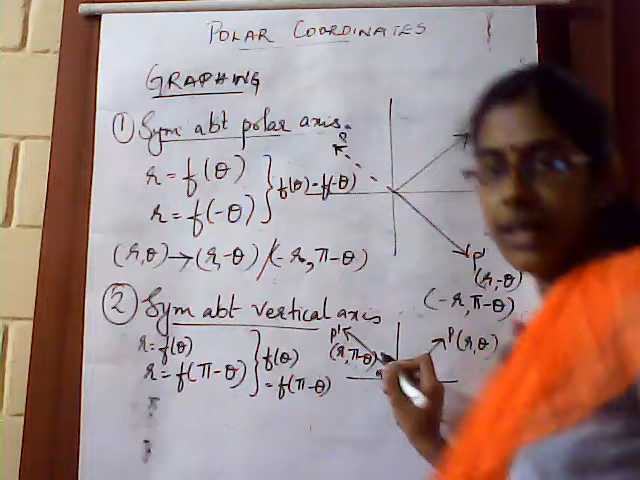 POLAR COORDINATES
GRAPHING
① Sym abt polar axis.
r = f(θ)
r = f(-θ) } f(θ) = f(-θ)
(r,θ) → (r,-θ) / (-r, π-θ)
P'
(r,-θ)
(-r, π-θ)
② Sym abt vertical axis
r = f(θ)
r = f(π-θ) } f(θ) = f(π-θ)
P'
(r, π-θ)
P(r,θ)